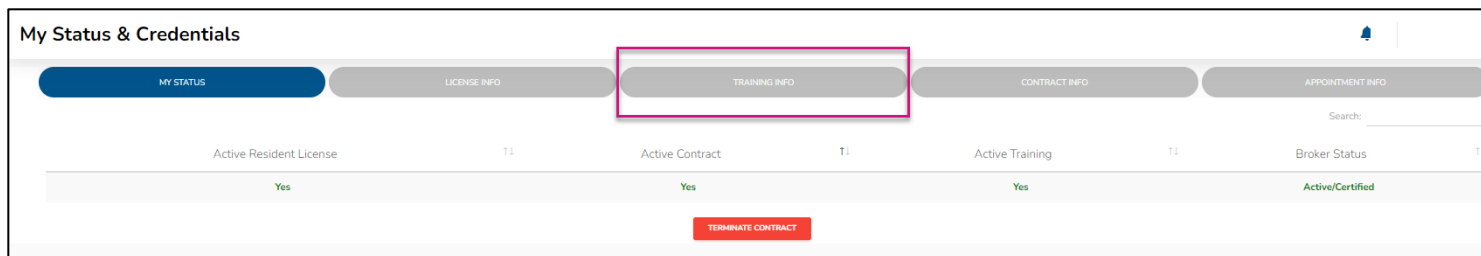 My Status & Credentials
MY STATUS LICENSE INFO TRAINING INFO CONTRACT INFO APPOINTMENT INFO
Search:
Active Resident License Active Contract Active Training Broker Status
Yes Yes Yes Active/Certified
TERMINATE CONTRACT